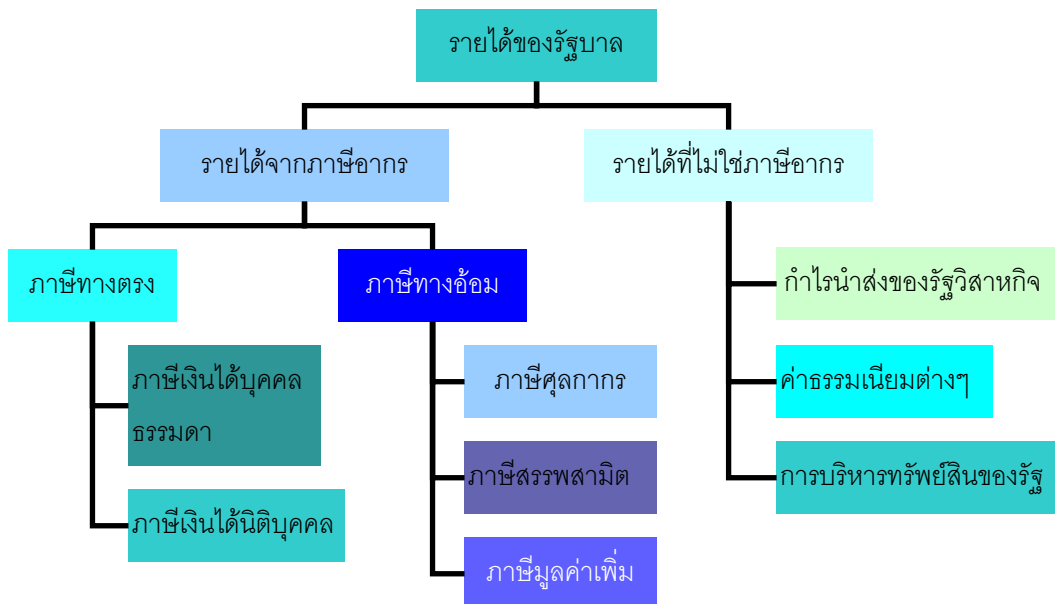 รายได้ของรัฐบาล
รายได้จากภาษีอากร
รายได้ที่ไม่ใช่ภาษีอากร
ภาษีทางตรง
ภาษีทางอ้อม
กำไรนำส่งของรัฐวิสาหกิจ
ภาษีเงินได้บุคคล
ธรรมดา
ภาษีศุลกากร
ค่าธรรมเนียมต่างๆ
ภาษีเงินได้นิติบุคคล
ภาษีสรรพสามิต
การบริหารทรัพย์สินของรัฐ
ภาษีมูลค่าเพิ่ม